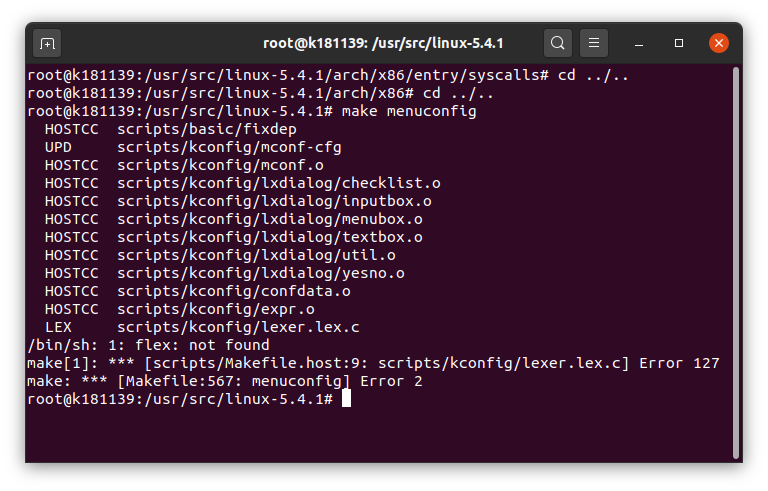 root@k181139: /usr/src/linux-5.4.1
root@k181139:/usr/src/linux-5.4.1/arch/x86/entry/syscalls# cd ../..
root@k181139:/usr/src/linux-5.4.1/arch/x86# cd ../..
root@k181139:/usr/src/linux-5.4.1# make menuconfig
  HOSTCC  scripts/basic/fixdep
  UPD     scripts/kconfig/mconf-cfg
  HOSTCC  scripts/kconfig/mconf.o
  HOSTCC  scripts/kconfig/lxdialog/checklist.o
  HOSTCC  scripts/kconfig/lxdialog/inputbox.o
  HOSTCC  scripts/kconfig/lxdialog/menubox.o
  HOSTCC  scripts/kconfig/lxdialog/textbox.o
  HOSTCC  scripts/kconfig/lxdialog/util.o
  HOSTCC  scripts/kconfig/lxdialog/yesno.o
  HOSTCC  scripts/kconfig/confdata.o
  HOSTCC  scripts/kconfig/expr.o
  LEX     scripts/kconfig/lexer.lex.c
/bin/sh: 1: flex: not found
make[1]: *** [scripts/Makefile.host:9: scripts/kconfig/lexer.lex.c] Error 127
make: *** [Makefile:567: menuconfig] Error 2
root@k181139:/usr/src/linux-5.4.1#